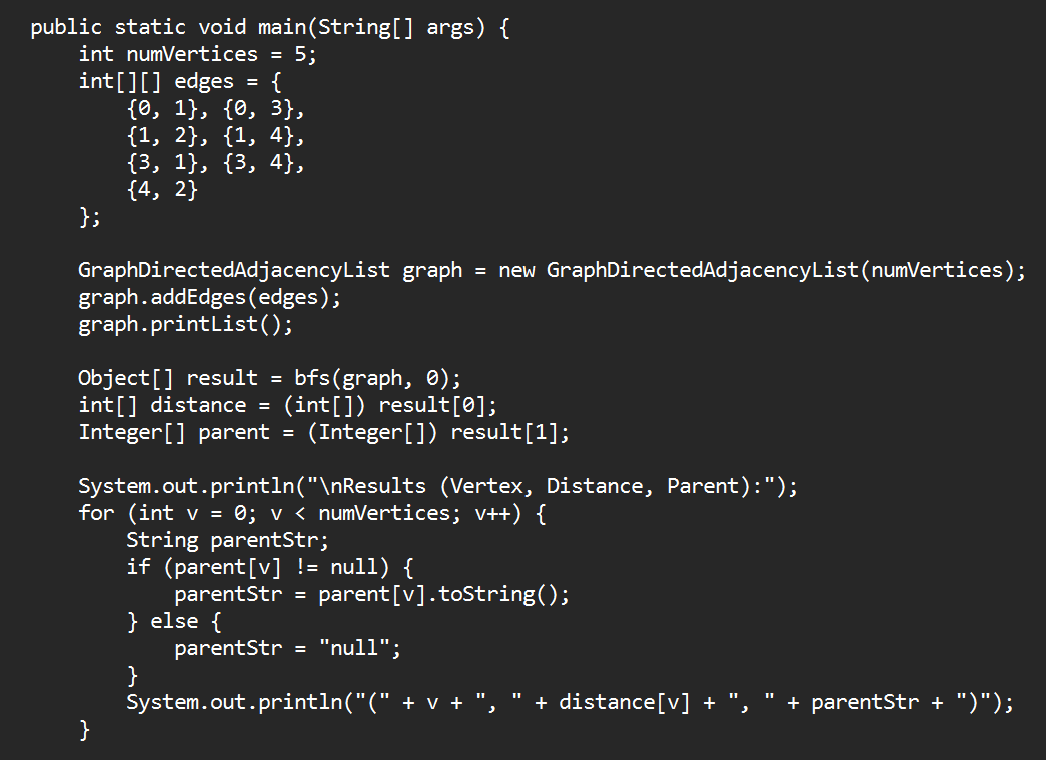 public static void main(String[] args) {
    int numVertices = 5;
    int[][] edges = {
        {0, 1}, {0, 3},
        {1, 2}, {1, 4},
        {3, 1}, {3, 4},
        {4, 2}
    };

    GraphDirectedAdjacencyList graph = new GraphDirectedAdjacencyList(numVertices);
    graph.addEdges(edges);
    graph.printList();

    Object[] result = bfs(graph, 0);
    int[] distance = (int[]) result[0];
    Integer[] parent = (Integer[]) result[1];

    System.out.println("\nResults (Vertex, Distance, Parent):");
    for (int v = 0; v < numVertices; v++) {
        String parentStr;
        if (parent[v] != null) {
            parentStr = parent[v].toString();
        } else {
            parentStr = "null";
        }
        System.out.println("(" + v + ", " + distance[v] + ", " + parentStr + ")");
    }